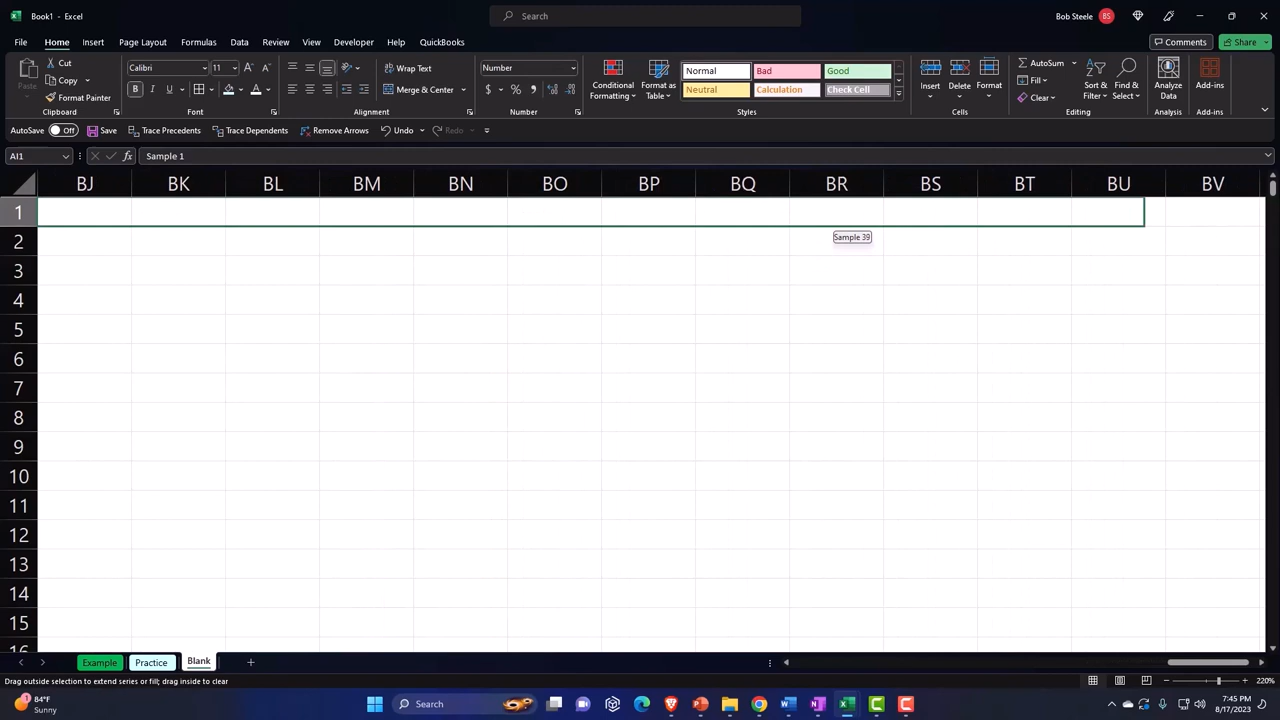 Book1 - Excel
Search
Bob Steele BS
File Home Insert Page Layout Formulas Data Review View Developer Help QuickBooks
Comments Share
Cut
Copy
Paste
Format Painter
Clipboard
Calibri 11
Font
Wrap Text
Merge & Center
Alignment
Number
Number
Conditional Formatting
Format as Table
Normal Bad Good
Neutral Calculation Check Cell
Styles
Insert Delete Format
Cells
AutoSum
Fill
Clear
Sort & Filter
Find & Select
Editing
Analyze Data
Analysis
Add-ins
Add-ins
AutoSave Off Save Trace Precedents Trace Dependents Remove Arrows Undo Redo
AI1 fx Sample 1
BJ BK BL BM BN BO BP BQ BR BS BT BU BV
1
Sample 39
2
3
4
5
6
7
8
9
10
11
12
13
14
15
16
Example Practice Blank
Drag outside selection to extend series or fill; drag inside to clear
220%
1
84°F
Sunny
Search
7:45 PM
8/17/2023